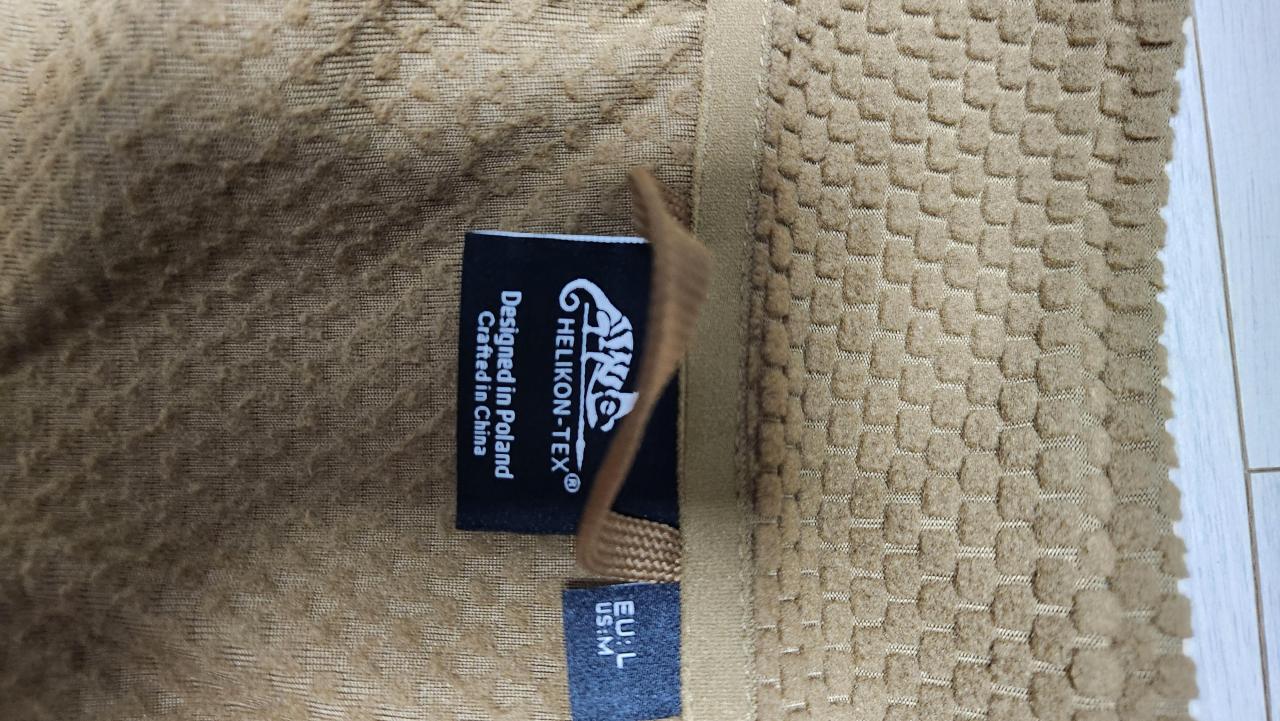 HELIKON-TEX®
Designed in Poland
Crafted in China
EU: L
US: M